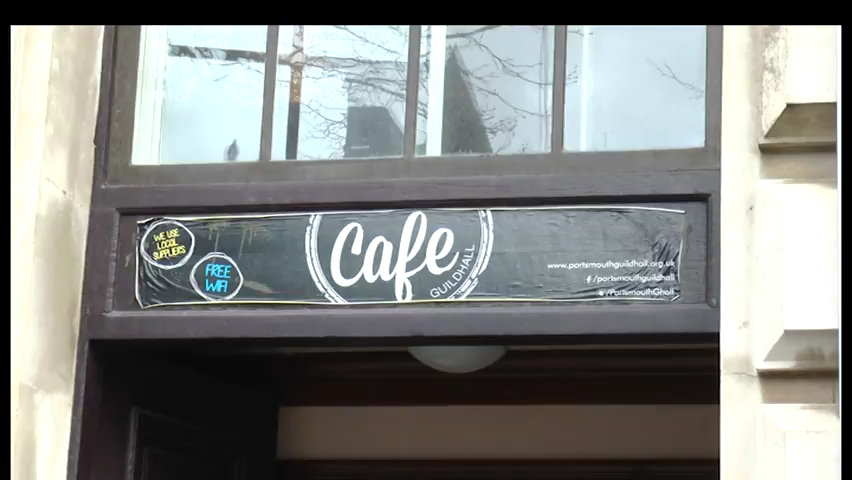 WE USE
LOCAL
SUPPLIERS
FREE
WIFI
Cafe
GUILDHALL
www.portsmouthguildhall.org.uk
/portsmouthguildhall
/PortsmouthGhall